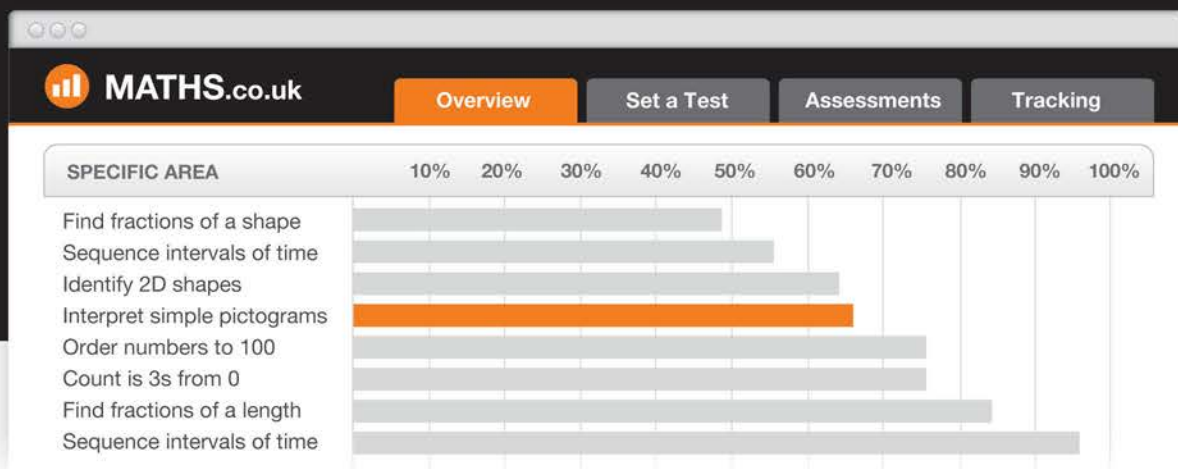 MATHS.co.uk
Overview Set a Test Assessments Tracking
SPECIFIC AREA 10% 20% 30% 40% 50% 60% 70% 80% 90% 100%
Find fractions of a shape
Sequence intervals of time
Identify 2D shapes
Interpret simple pictograms
Order numbers to 100
Count is 3s from 0
Find fractions of a length
Sequence intervals of time